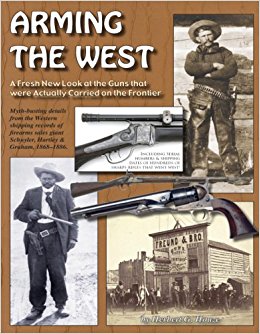 ARMING
THE WEST
A Fresh New Look at the Guns that
were Actually Carried on the Frontier
Myth-busting details
from the Western
shipping records of
firearms sales giant
Schuyler, Hartley &
Graham, 1868-1886.
INCLUDING SERIAL
NUMBERS & SHIPPING
DATES OF HUNDREDS OF
SHARPS RIFLES THAT WENT WEST!
FREUND & BRO.
by Herbert G. Houze